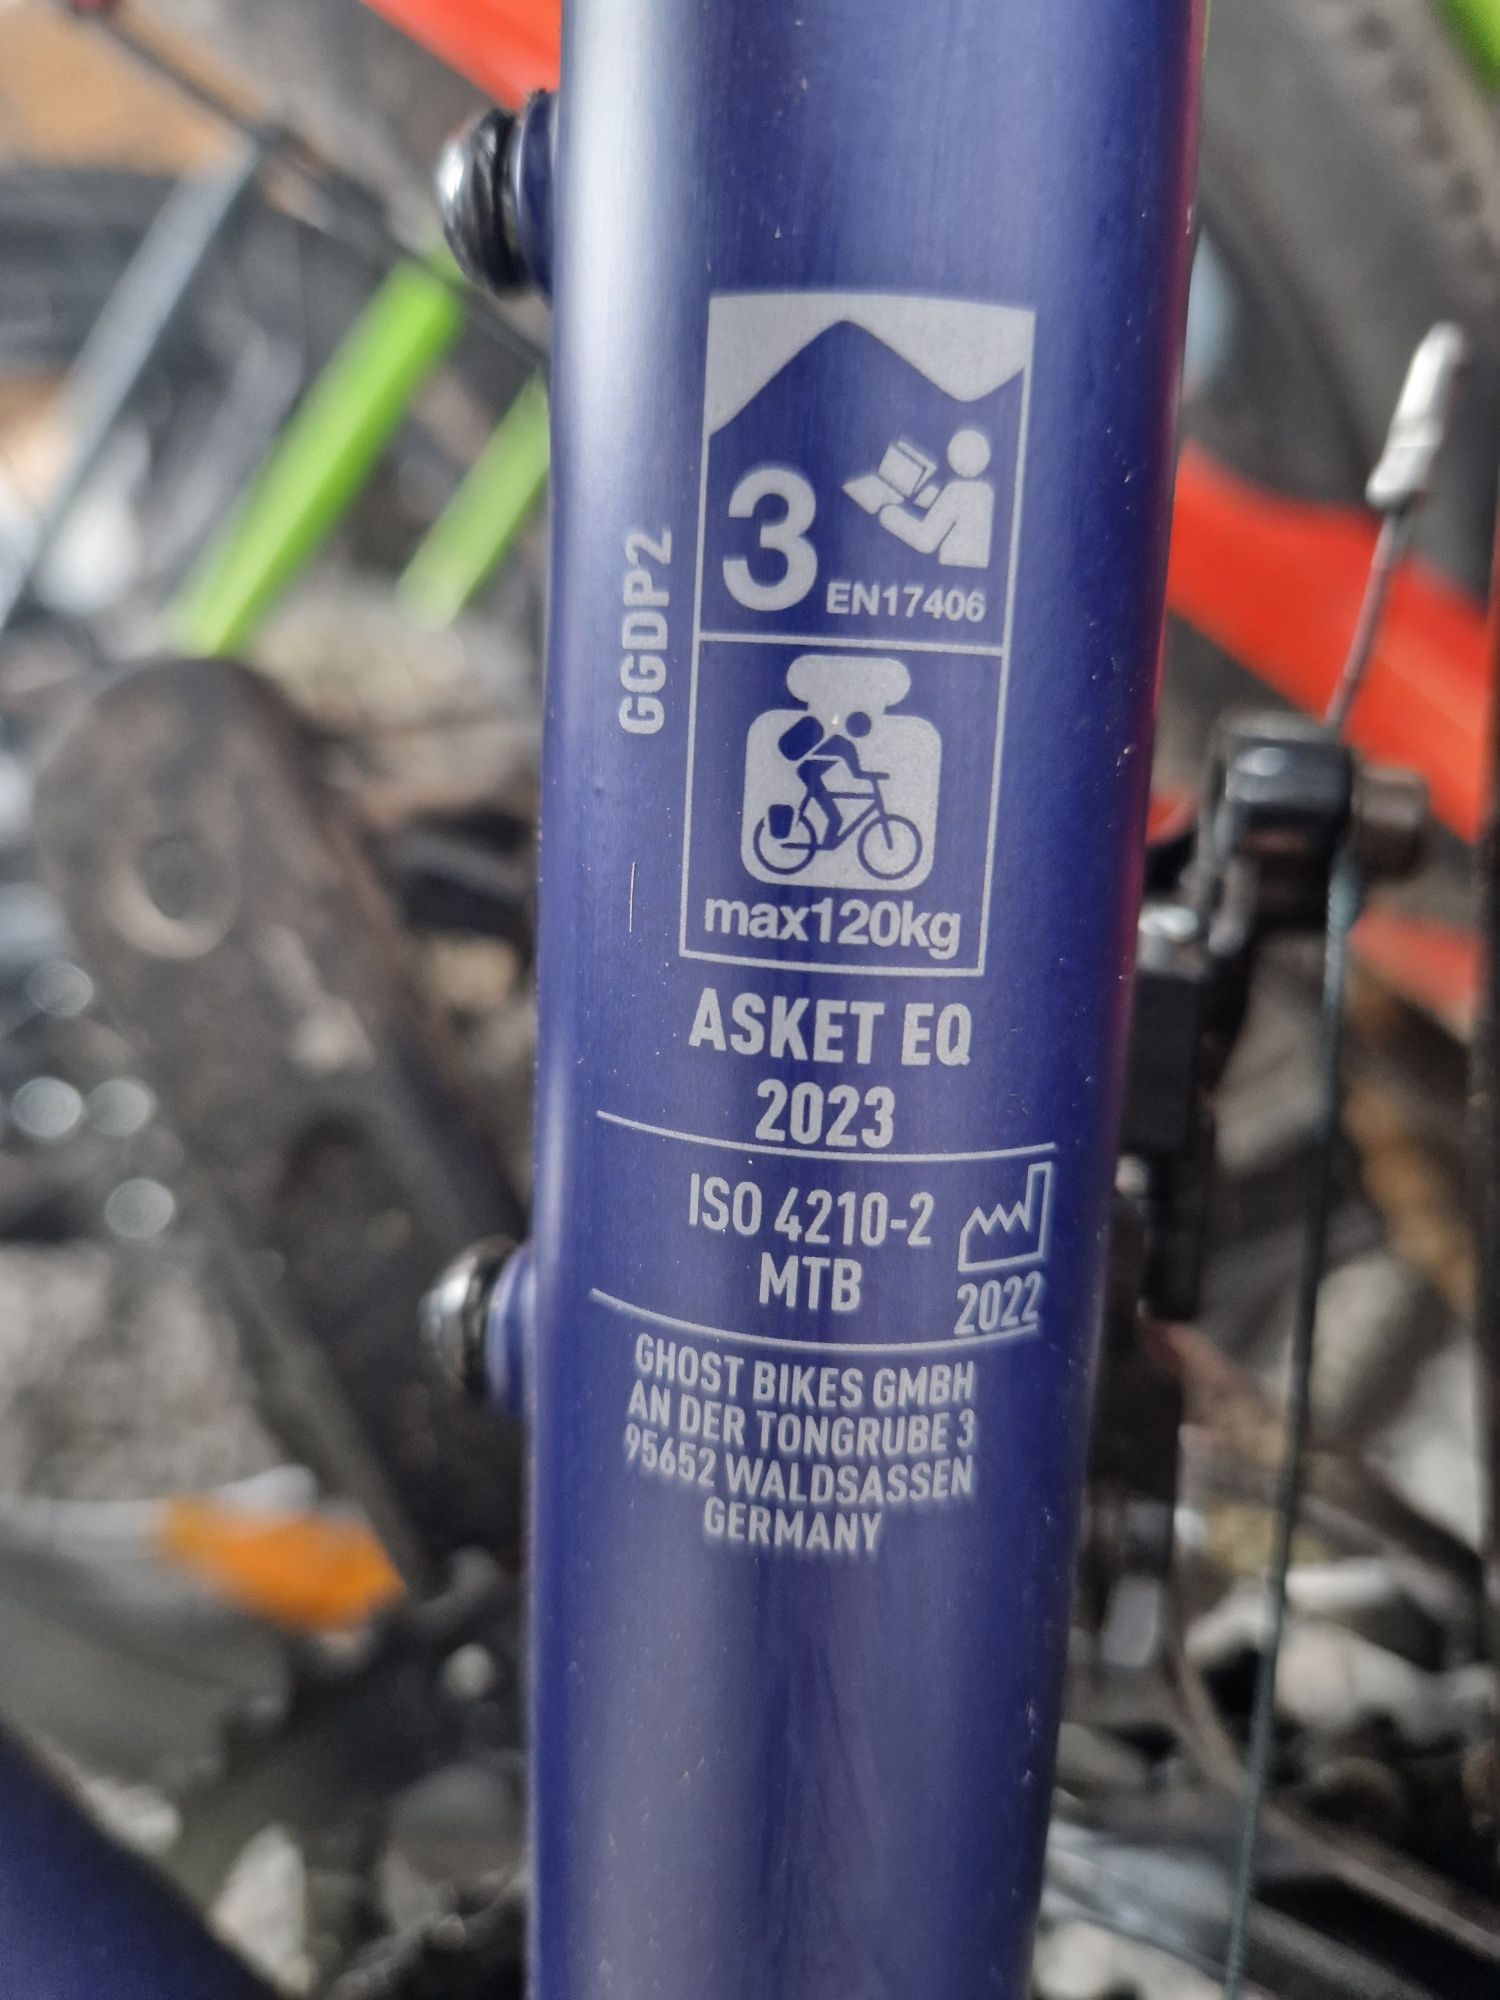 GGDP2
3
EN17406
max120kg
ASKET EQ
2023
ISO 4210-2
MTB
2022
GHOST BIKES GMBH
AN DER TONGRUBE 3
95652 WALDSASSEN
GERMANY